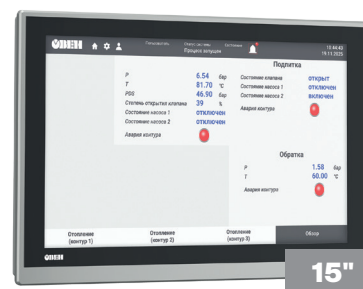 ОВЕН
Пользователь
Статус системы
Состояние
Процесс запущен
15:44:43
19.11.2025
P 6.54 бар
T 81.70 °C
PDS 46.90 бар
Степень открытия клапана 39 %
Состояние насоса 1 отключен
Состояние насоса 2 отключен
Авария контура
Подпитка
Состояние клапана открыт
Состояние насоса 1 отключен
Состояние насоса 2 включен
Авария контура
Обратка
P 1.58 бар
T 60.00 °C
Авария контура
Отопление (контур 1)
Отопление (контур 2)
Отопление (контур 3)
Обзор
ОВЕН
15"